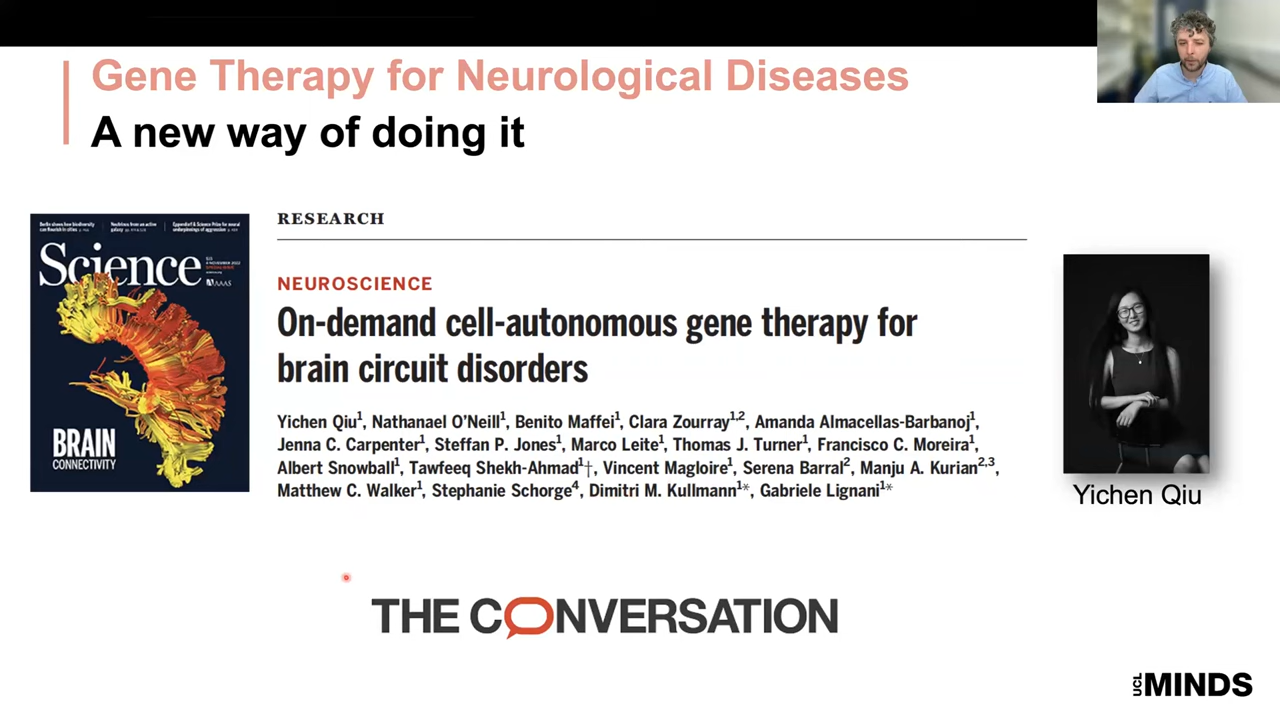 Gene Therapy for Neurological Diseases
A new way of doing it
Science
AAAS
BRAIN
CONNECTIVITY
RESEARCH
NEUROSCIENCE
On-demand cell-autonomous gene therapy for
brain circuit disorders
Yichen Qiu¹, Nathanael O'Neill¹, Benito Maffei¹, Clara Zourray¹,², Amanda Almacellas-Barbanoj¹,
Jenna C. Carpenter¹, Steffan P. Jones¹, Marco Leite¹, Thomas J. Turner¹, Francisco C. Moreira¹,
Albert Snowball¹, Tawfeeq Shekh-Ahmad¹†, Vincent Magloire¹, Serena Barral², Manju A. Kurian²,³,
Matthew C. Walker¹, Stephanie Schorge⁴, Dimitri M. Kullmann¹*, Gabriele Lignani¹*
Yichen Qiu
THE CONVERSATION
UCL MINDS